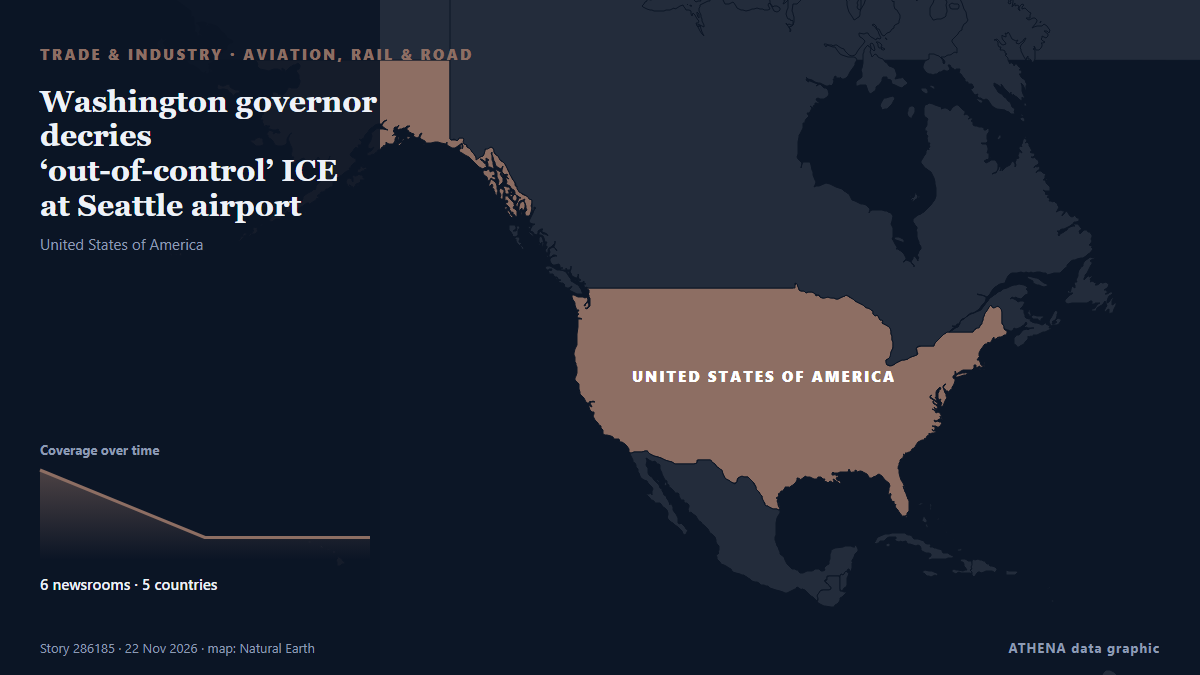 TRADE & INDUSTRY · AVIATION, RAIL & ROAD
Washington governor
decries
‘out-of-control’ ICE
at Seattle airport
United States of America
UNITED STATES OF AMERICA
Coverage over time
6 newsrooms · 5 countries
Story 286185 · 22 Nov 2026 · map: Natural Earth
ATHENA data graphic